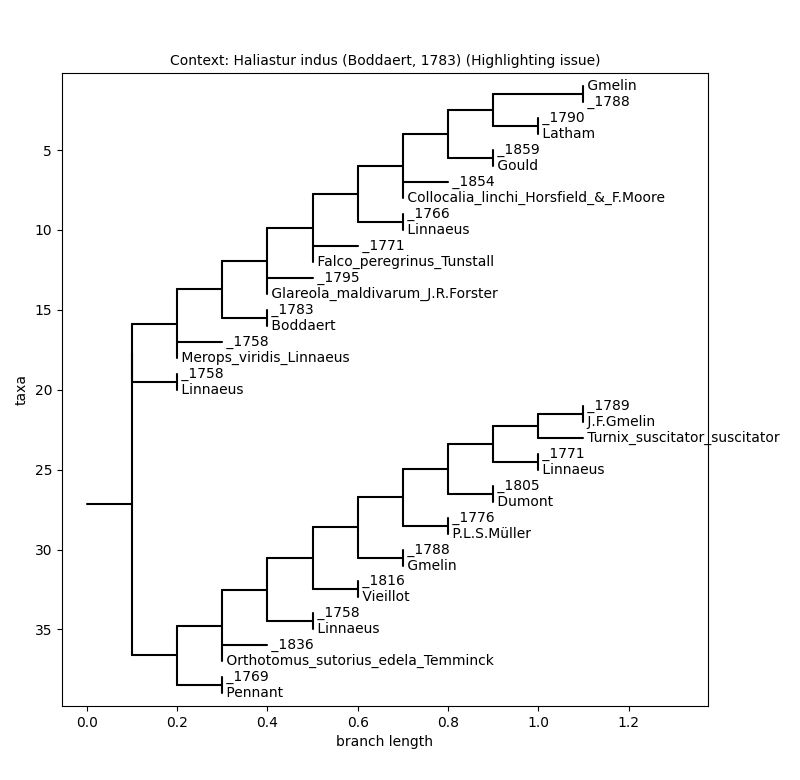 Context: Haliastur indus (Boddaert, 1783) (Highlighting issue)
Gmelin
_1788
_1790
Latham
_1859
Gould
_1854
Collocalia_linchi_Horsfield_&_F.Moore
_1766
Linnaeus
_1771
Falco_peregrinus_Tunstall
_1795
Glareola_maldivarum_J.R.Forster
_1783
Boddaert
_1758
Merops_viridis_Linnaeus
_1758
Linnaeus
_1789
J.F.Gmelin
Turnix_suscitator_suscitator
_1771
Linnaeus
_1805
Dumont
_1776
P.L.S.Müller
_1788
Gmelin
_1816
Vieillot
_1758
Linnaeus
_1836
Orthotomus_sutorius_edela_Temminck
_1769
Pennant
5
10
15
20
25
30
35
taxa
0.0 0.2 0.4 0.6 0.8 1.0 1.2
branch length